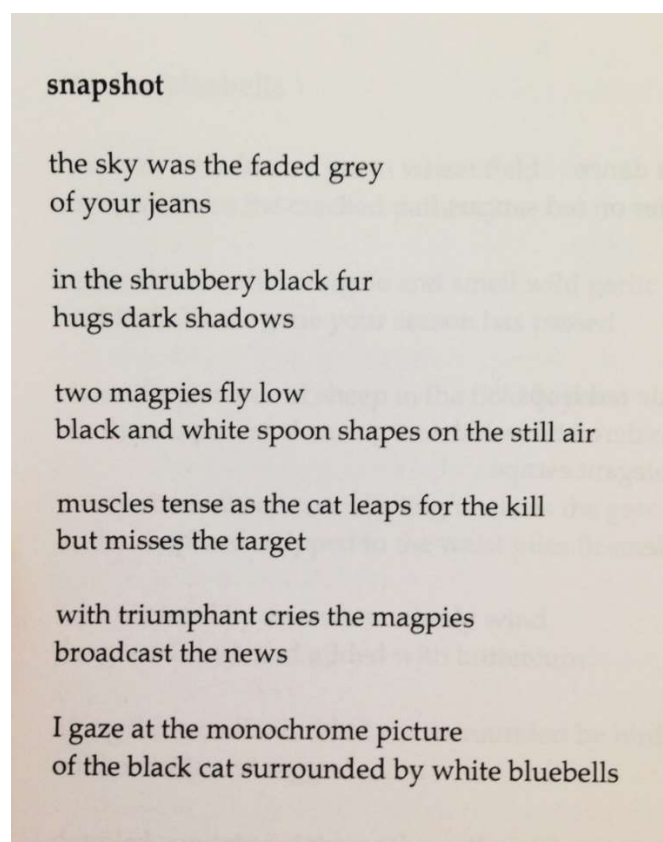 snapshot
the sky was the faded grey
of your jeans
in the shrubbery black fur
hugs dark shadows
two magpies fly low
black and white spoon shapes on the still air
muscles tense as the cat leaps for the kill
but misses the target
with triumphant cries the magpies
broadcast the news
I gaze at the monochrome picture
of the black cat surrounded by white bluebells